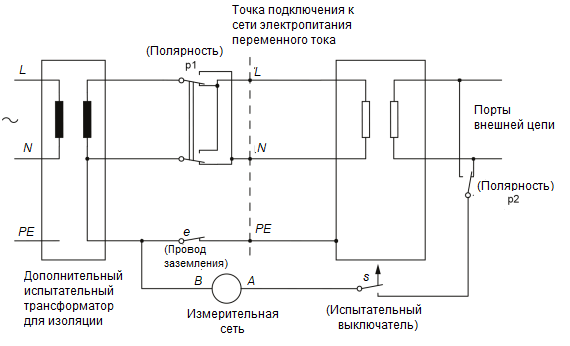 Точка подключения к
сети электропитания
переменного тока
(Полярность)
p1
L
L
N
N
PE
PE
e
(Провод
заземления)
B
A
s
Порты
внешней цепи
(Полярность)
p2
Дополнительный
испытательный
трансформатор
для изоляции
Измерительная
сеть
(Испытательный
выключатель)